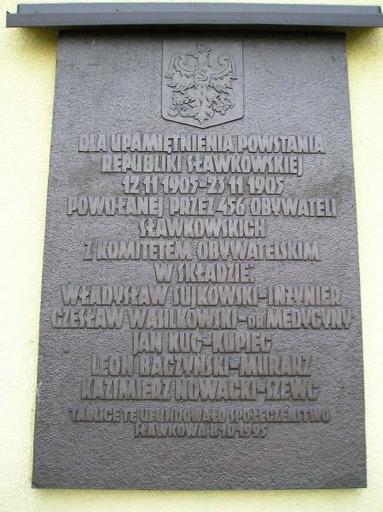 DLA UPAMIĘTNIENIA POWSTANIA
REPUBLIKI SŁAWKOWSKIEJ
12 11 1905-23 11 1905
POWOŁANEJ PRZEZ 456 OBYWATELI
SŁAWKOWSKICH
Z KOMITETEM OBYWATELSKIM
W SKŁADZIE:
WŁADYSŁAW SUJKOWSKI-INŻYNIER
CZESŁAW WASILKOWSKI-DR MEDYCYNY
JAN KUC-KUPIEC
LEON RACZYŃSKI-MURARZ
KAZIMIERZ NOWACKI-SZEWC
TABLICĘ TĘ UFUNDOWAŁO SPOŁECZEŃSTWO
SŁAWKOWA 8-10-1995